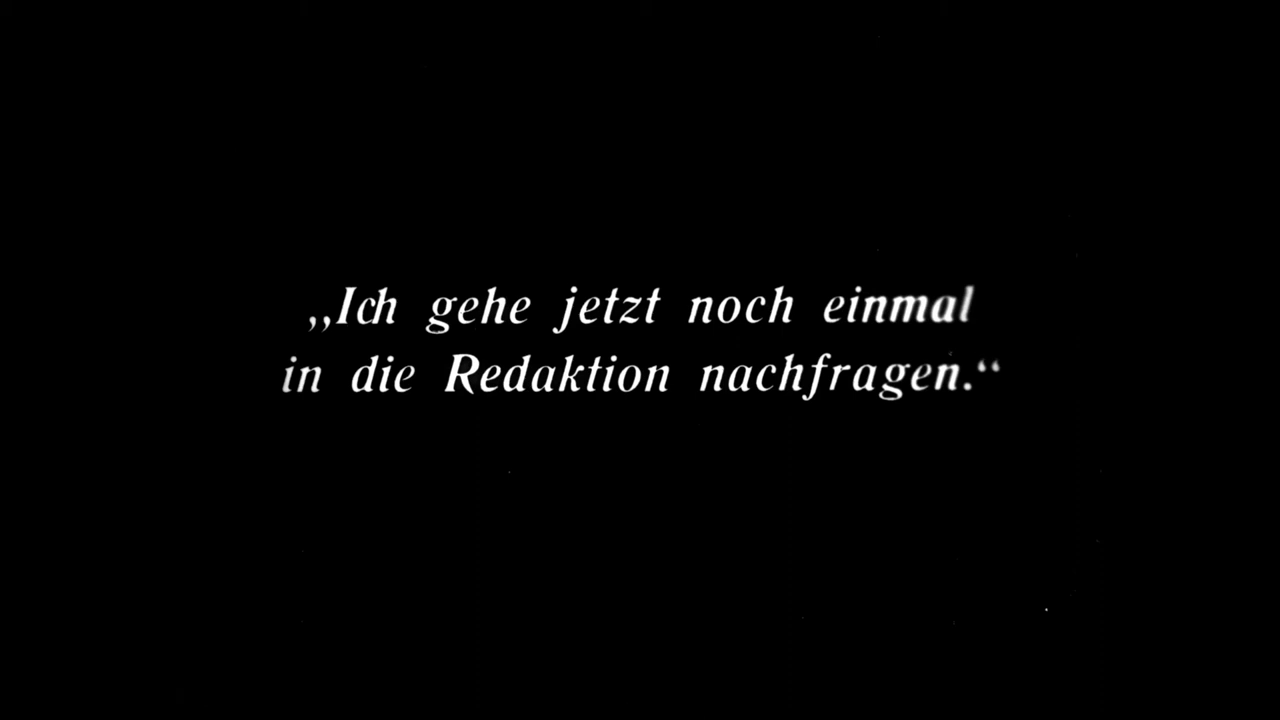 „Ich gehe jetzt noch einmal
in die Redaktion nachfragen.“